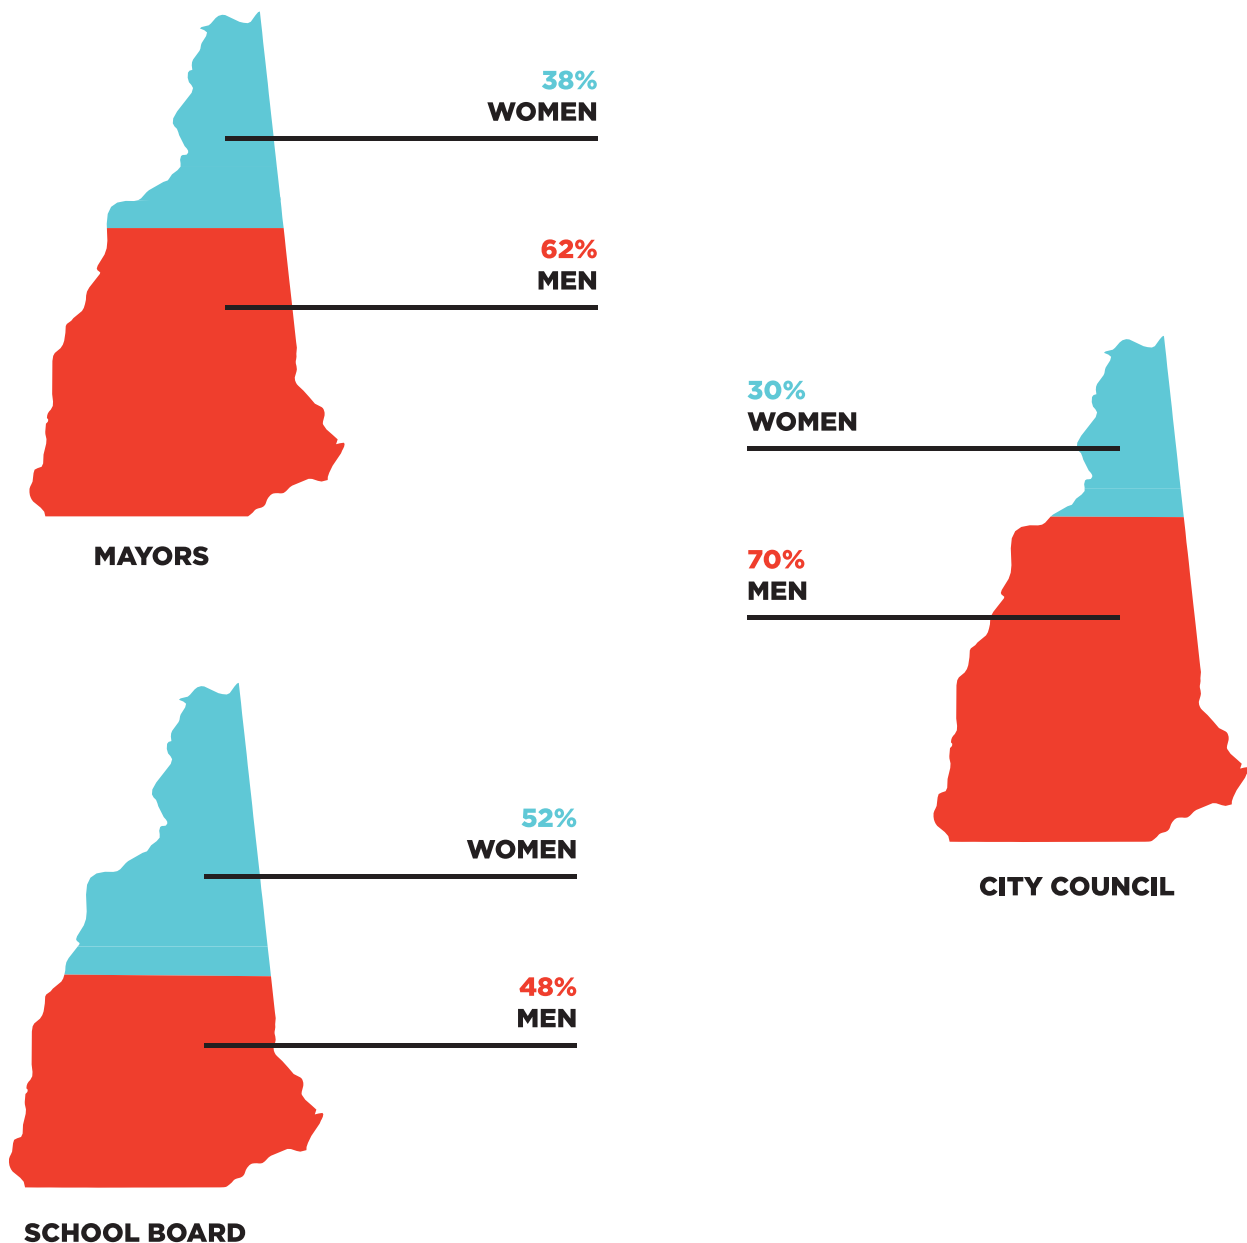 38%
WOMEN
62%
MEN
MAYORS
30%
WOMEN
70%
MEN
CITY COUNCIL
52%
WOMEN
48%
MEN
SCHOOL BOARD